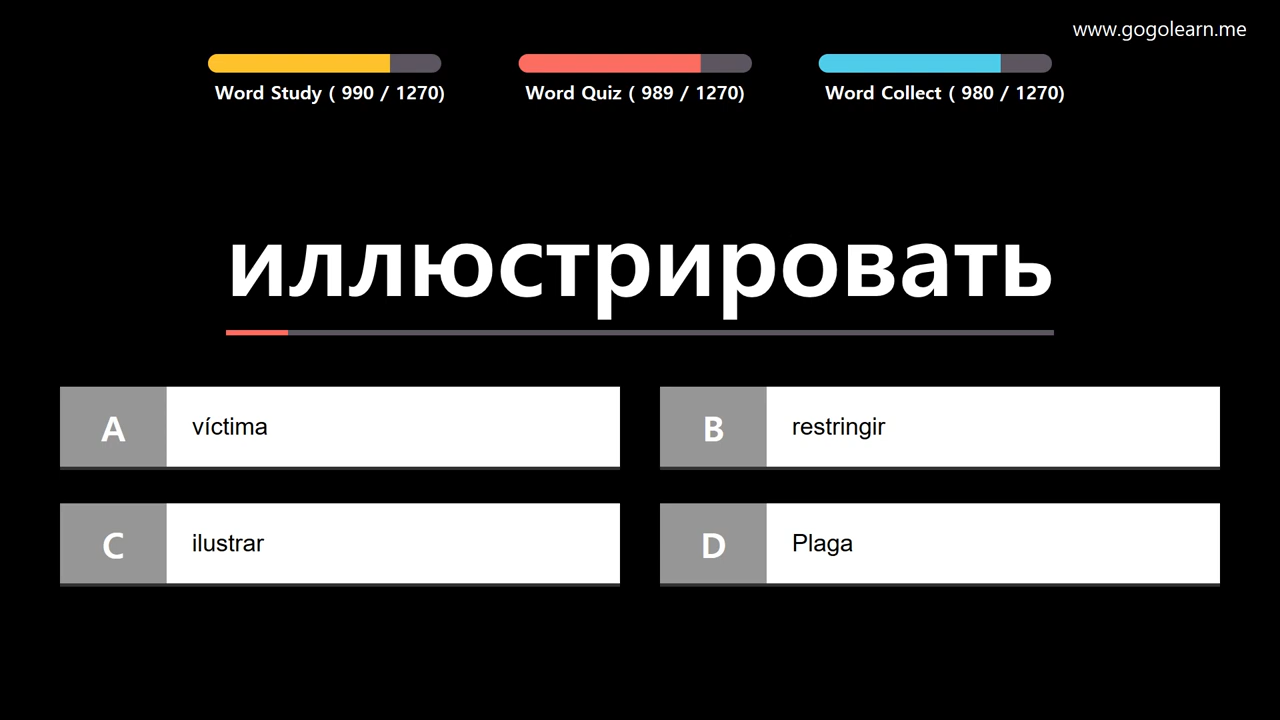 www.gogolearn.me
Word Study ( 990 / 1270)
Word Quiz ( 989 / 1270)
Word Collect ( 980 / 1270)
иллюстрировать
A víctima
B restringir
C ilustrar
D Plaga